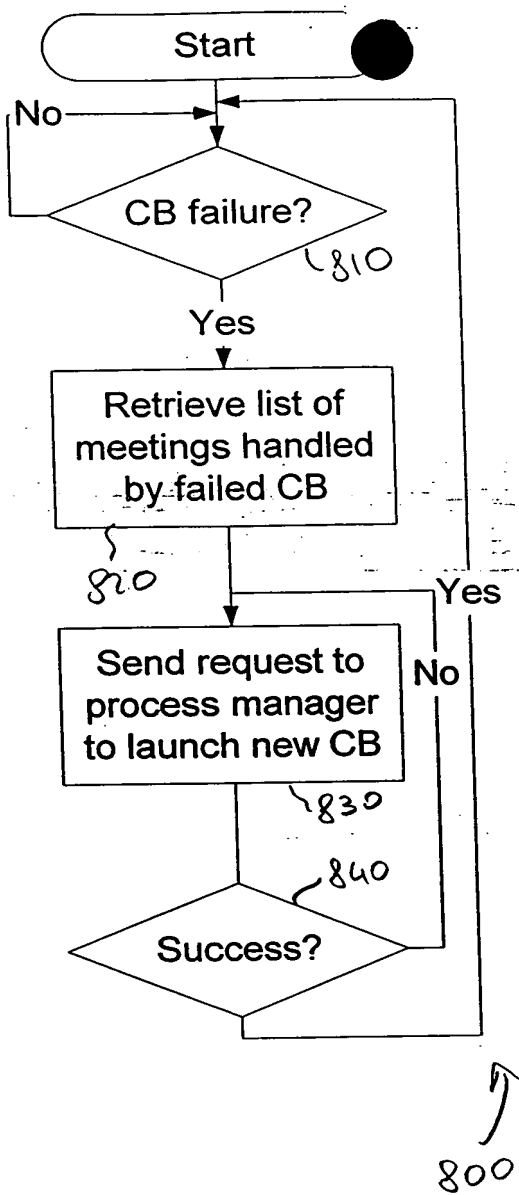 Start
No
CB failure?
810
Yes
Retrieve list of
meetings handled
by failed CB
820
Yes
No
Send request to
process manager
to launch new CB
830
840
Success?
800